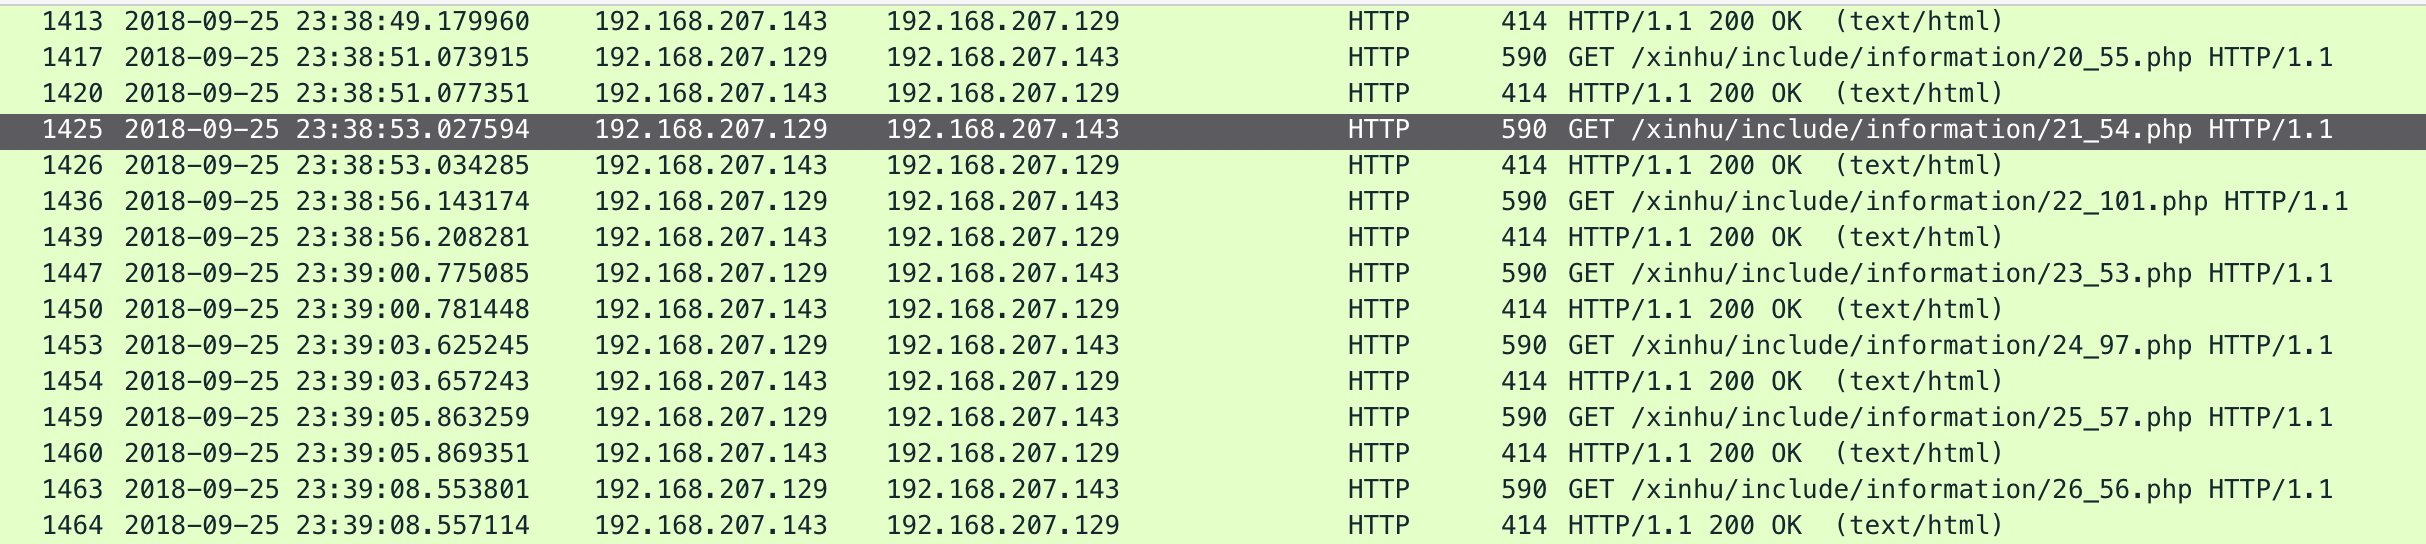 1413 2018-09-25 23:38:49.179960 192.168.207.143 192.168.207.129 HTTP 414 HTTP/1.1 200 OK (text/html)
1417 2018-09-25 23:38:51.073915 192.168.207.129 192.168.207.143 HTTP 590 GET /xinhu/include/information/20_55.php HTTP/1.1
1420 2018-09-25 23:38:51.077351 192.168.207.143 192.168.207.129 HTTP 414 HTTP/1.1 200 OK (text/html)
1425 2018-09-25 23:38:53.027594 192.168.207.129 192.168.207.143 HTTP 590 GET /xinhu/include/information/21_54.php HTTP/1.1
1426 2018-09-25 23:38:53.034285 192.168.207.143 192.168.207.129 HTTP 414 HTTP/1.1 200 OK (text/html)
1436 2018-09-25 23:38:56.143174 192.168.207.129 192.168.207.143 HTTP 590 GET /xinhu/include/information/22_101.php HTTP/1.1
1439 2018-09-25 23:38:56.208281 192.168.207.143 192.168.207.129 HTTP 414 HTTP/1.1 200 OK (text/html)
1447 2018-09-25 23:39:00.775085 192.168.207.129 192.168.207.143 HTTP 590 GET /xinhu/include/information/23_53.php HTTP/1.1
1450 2018-09-25 23:39:00.781448 192.168.207.143 192.168.207.129 HTTP 414 HTTP/1.1 200 OK (text/html)
1453 2018-09-25 23:39:03.625245 192.168.207.129 192.168.207.143 HTTP 590 GET /xinhu/include/information/24_97.php HTTP/1.1
1454 2018-09-25 23:39:03.657243 192.168.207.143 192.168.207.129 HTTP 414 HTTP/1.1 200 OK (text/html)
1459 2018-09-25 23:39:05.863259 192.168.207.129 192.168.207.143 HTTP 590 GET /xinhu/include/information/25_57.php HTTP/1.1
1460 2018-09-25 23:39:05.869351 192.168.207.143 192.168.207.129 HTTP 414 HTTP/1.1 200 OK (text/html)
1463 2018-09-25 23:39:08.553801 192.168.207.129 192.168.207.143 HTTP 590 GET /xinhu/include/information/26_56.php HTTP/1.1
1464 2018-09-25 23:39:08.557114 192.168.207.143 192.168.207.129 HTTP 414 HTTP/1.1 200 OK (text/html)